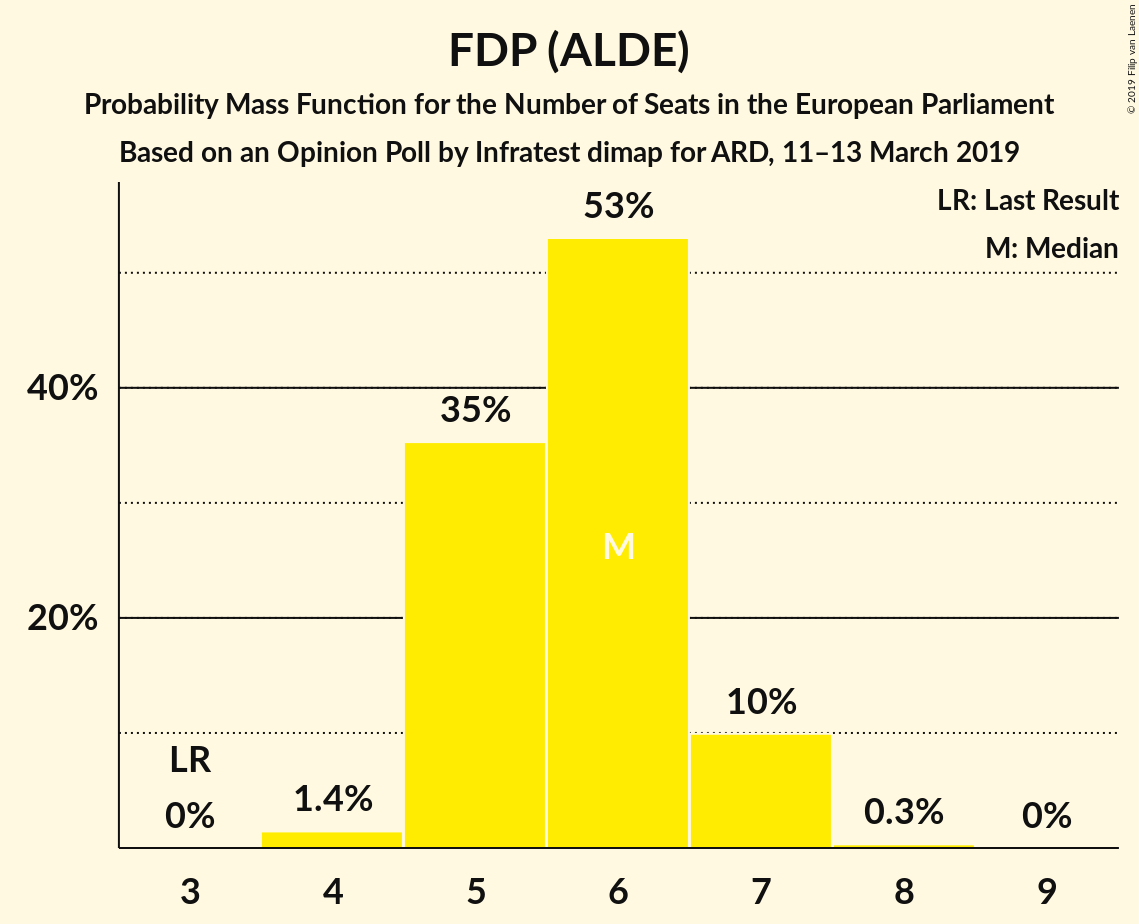 FDP (ALDE)
Probability Mass Function for the Number of Seats in the European Parliament
Based on an Opinion Poll by Infratest dimap for ARD, 11–13 March 2019
© 2019 Filip van Laenen
LR: Last Result
M: Median
53%
40%
35%
M
20%
10%
LR
0%
1.4%
0.3%
0%
3 4 5 6 7 8 9